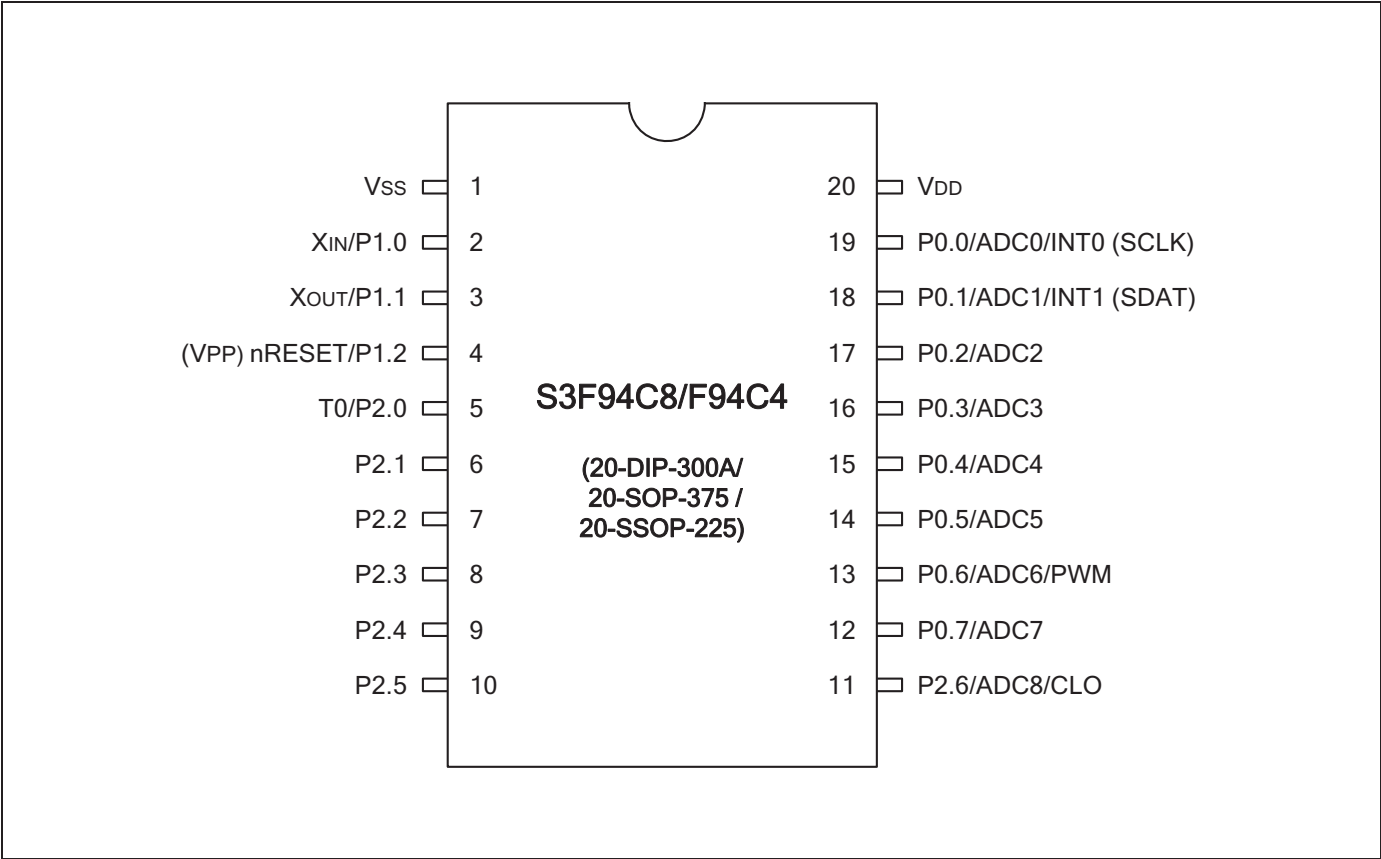 VSS 1 20 VDD
XIN/P1.0 2 19 P0.0/ADC0/INT0 (SCLK)
XOUT/P1.1 3 18 P0.1/ADC1/INT1 (SDAT)
(VPP) nRESET/P1.2 4 17 P0.2/ADC2
T0/P2.0 5 16 P0.3/ADC3
S3F94C8/F94C4
P2.1 6 15 P0.4/ADC4
(20-DIP-300A/
20-SOP-375 /
20-SSOP-225)
P2.2 7 14 P0.5/ADC5
P2.3 8 13 P0.6/ADC6/PWM
P2.4 9 12 P0.7/ADC7
P2.5 10 11 P2.6/ADC8/CLO